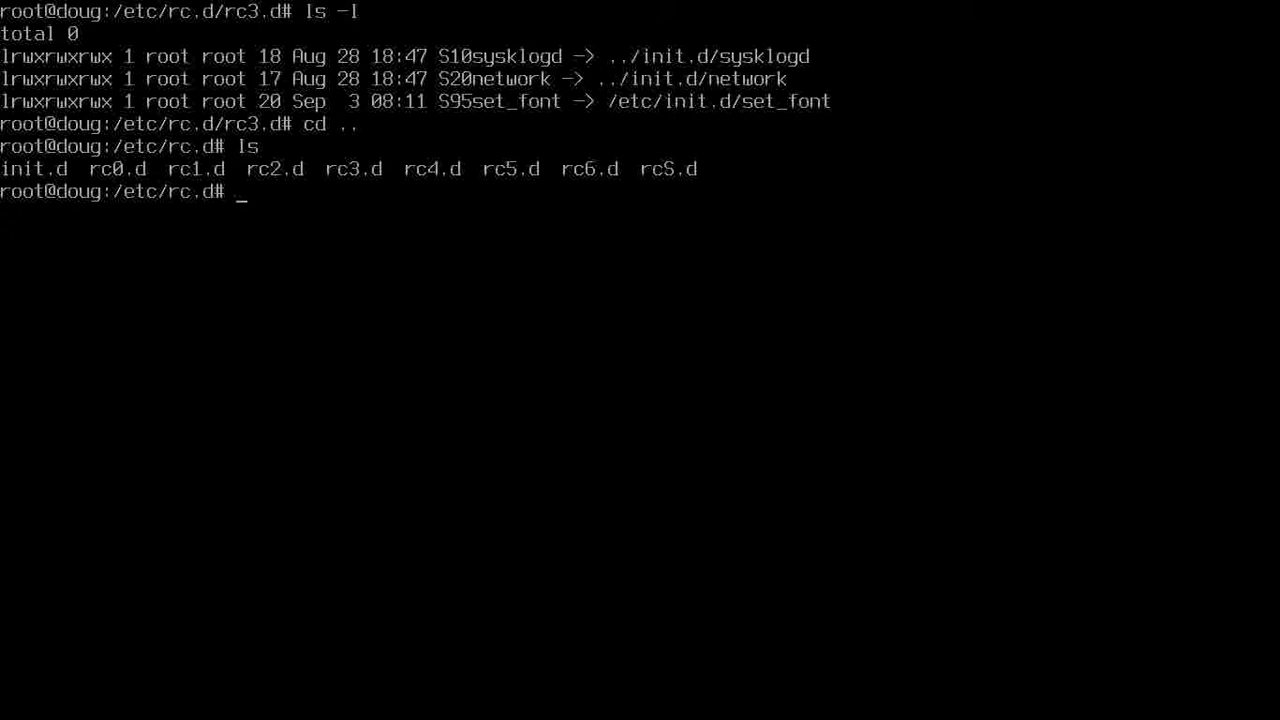 root@doug:/etc/rc.d/rc3.d# ls -l
total 0
lrwxrwxrwx 1 root root 18 Aug 28 18:47 S10sysklogd -> ../init.d/sysklogd
lrwxrwxrwx 1 root root 17 Aug 28 18:47 S20network -> ../init.d/network
lrwxrwxrwx 1 root root 20 Sep  3 08:11 S95set_font -> /etc/init.d/set_font
root@doug:/etc/rc.d/rc3.d# cd ..
root@doug:/etc/rc.d# ls
init.d  rc0.d  rc1.d  rc2.d  rc3.d  rc4.d  rc5.d  rc6.d  rcS.d
root@doug:/etc/rc.d# _